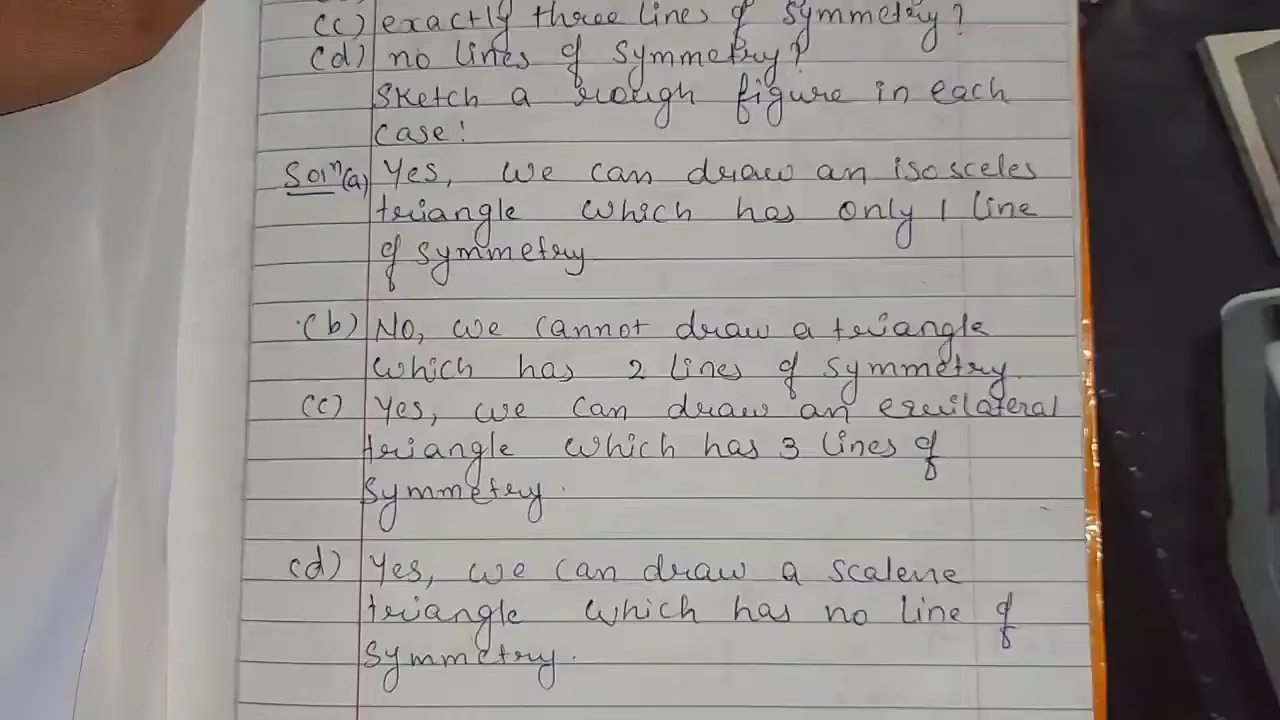 (c) exactly three lines of symmetry?
(d) no lines of symmetry?
Sketch a rough figure in each
case!
Solⁿ (a) Yes, we can draw an isosceles
triangle which has only 1 line
of symmetry
(b) No, we cannot draw a triangle
which has 2 lines of symmetry.
(c) Yes, we can draw an equilateral
triangle which has 3 lines of
symmetry.
(d) Yes, we can draw a scalene
triangle which has no line of
symmetry.